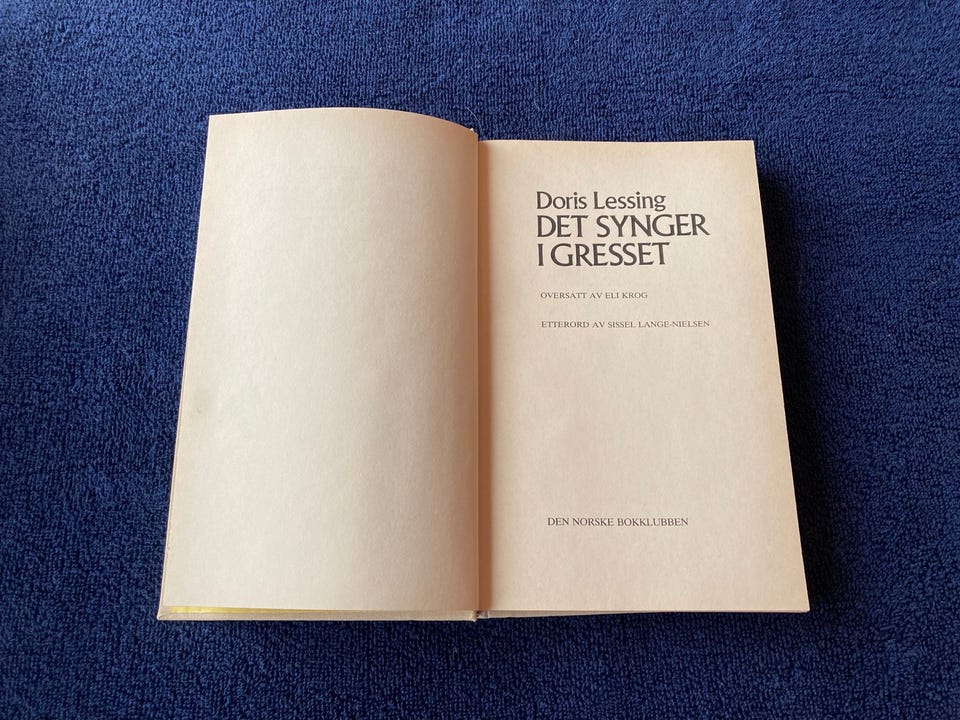 Doris Lessing
DET SYNGER
I GRESSET
OVERSATT AV ELI KROG
ETTERORD AV SISSEL LANGE-NIELSEN
DEN NORSKE BOKKLUBBEN